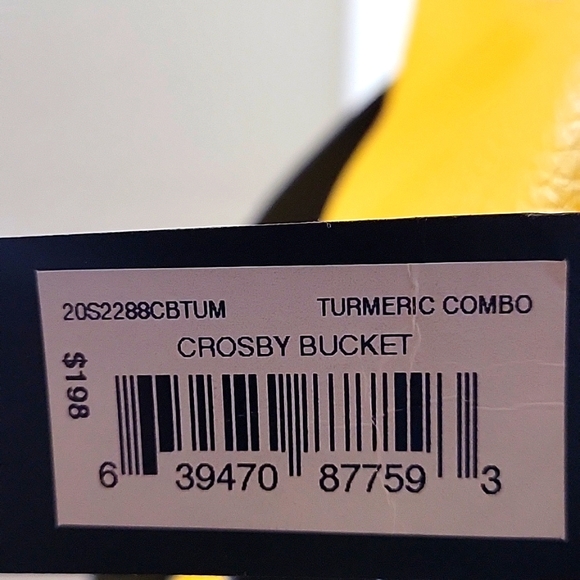 20S2288CBTUM TURMERIC COMBO
CROSBY BUCKET
$198
6 39470 87759 3